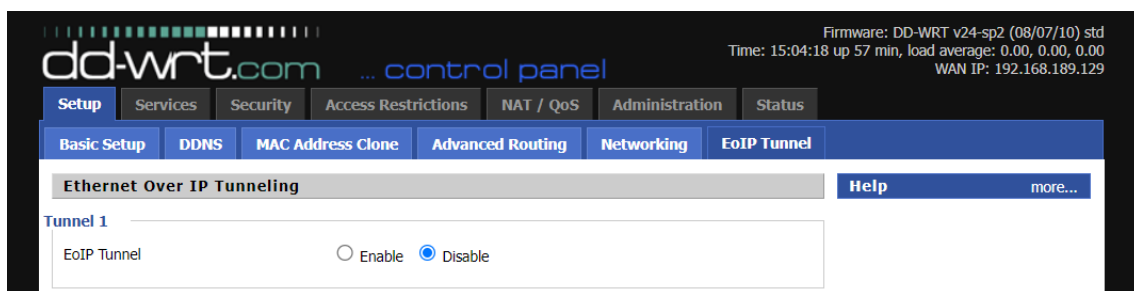 Firmware: DD-WRT v24-sp2 (08/07/10) std
Time: 15:04:18 up 57 min, load average: 0.00, 0.00, 0.00
WAN IP: 192.168.189.129
dd-wrt.com ... control panel
Setup Services Security Access Restrictions NAT / QoS Administration Status
Basic Setup DDNS MAC Address Clone Advanced Routing Networking EoIP Tunnel
Ethernet Over IP Tunneling Help more...
Tunnel 1
EoIP Tunnel Enable Disable